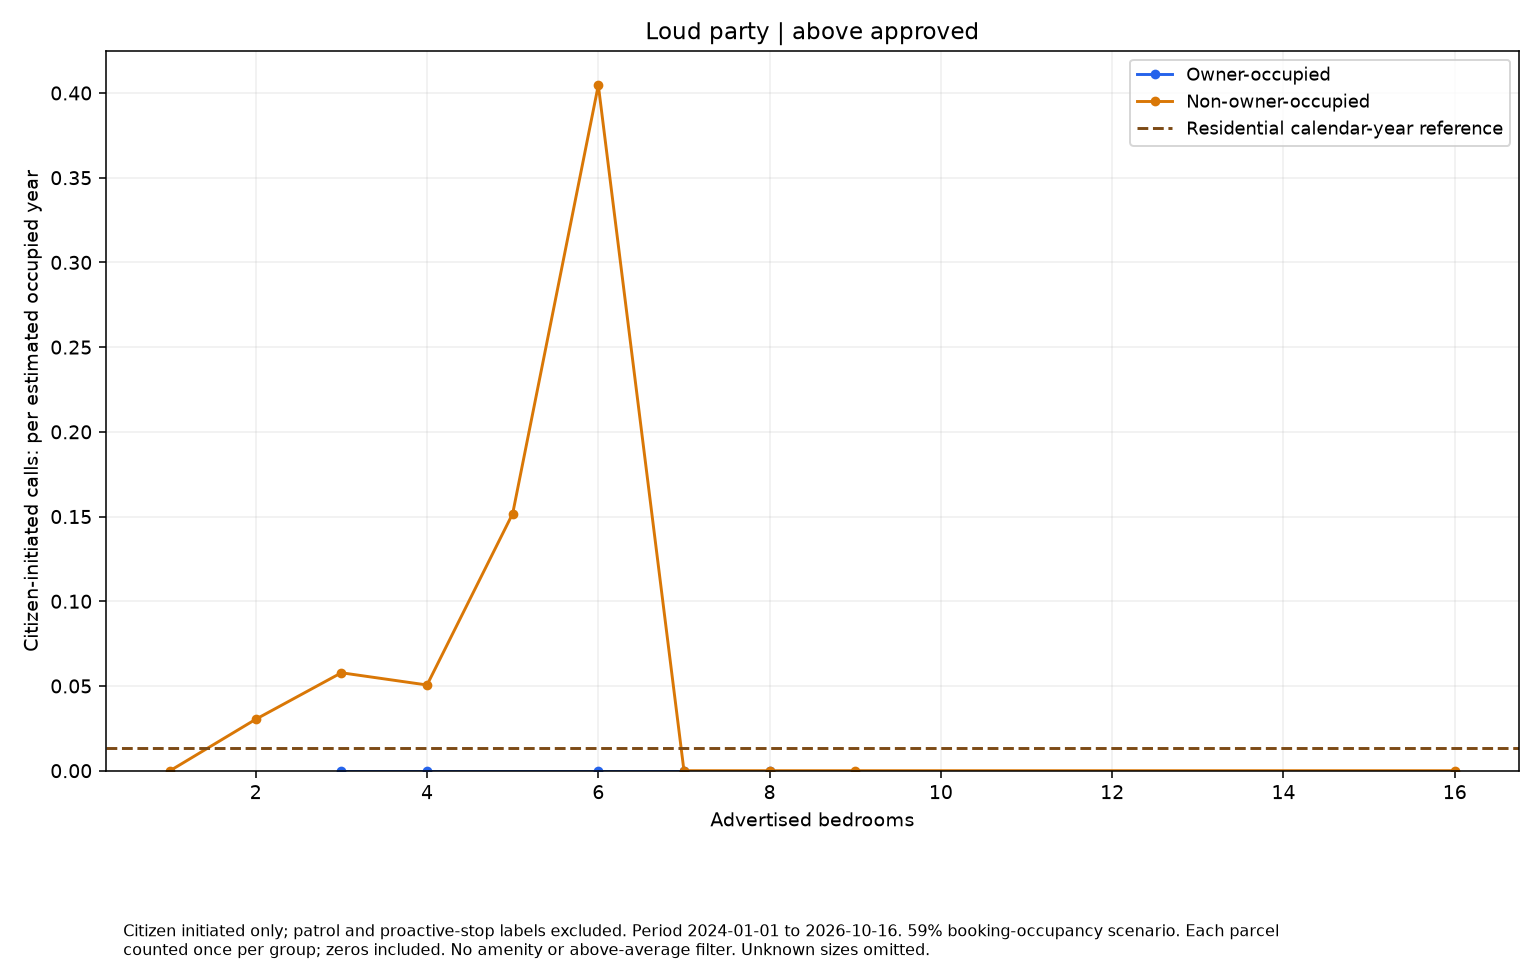 Loud party | above approved
Owner-occupied
Non-owner-occupied
Residential calendar-year reference
Citizen-initiated calls: per estimated occupied year
0.40
0.35
0.30
0.25
0.20
0.15
0.10
0.05
0.00
2
4
6
8
10
12
14
16
Advertised bedrooms
Citizen initiated only; patrol and proactive-stop labels excluded. Period 2024-01-01 to 2026-10-16. 59% booking-occupancy scenario. Each parcel
counted once per group; zeros included. No amenity or above-average filter. Unknown sizes omitted.